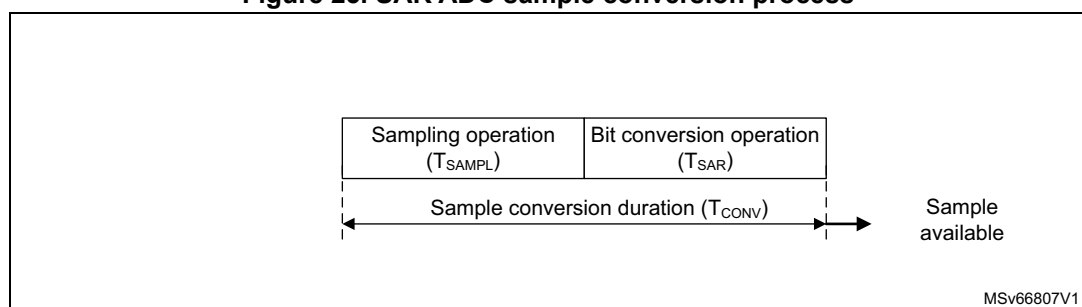 Figure 23. SAR ADC sample conversion process
Sampling operation
(TSAMPL)
Bit conversion operation
(TSAR)
Sample conversion duration (TCONV)
Sample
available
MSv66807V1